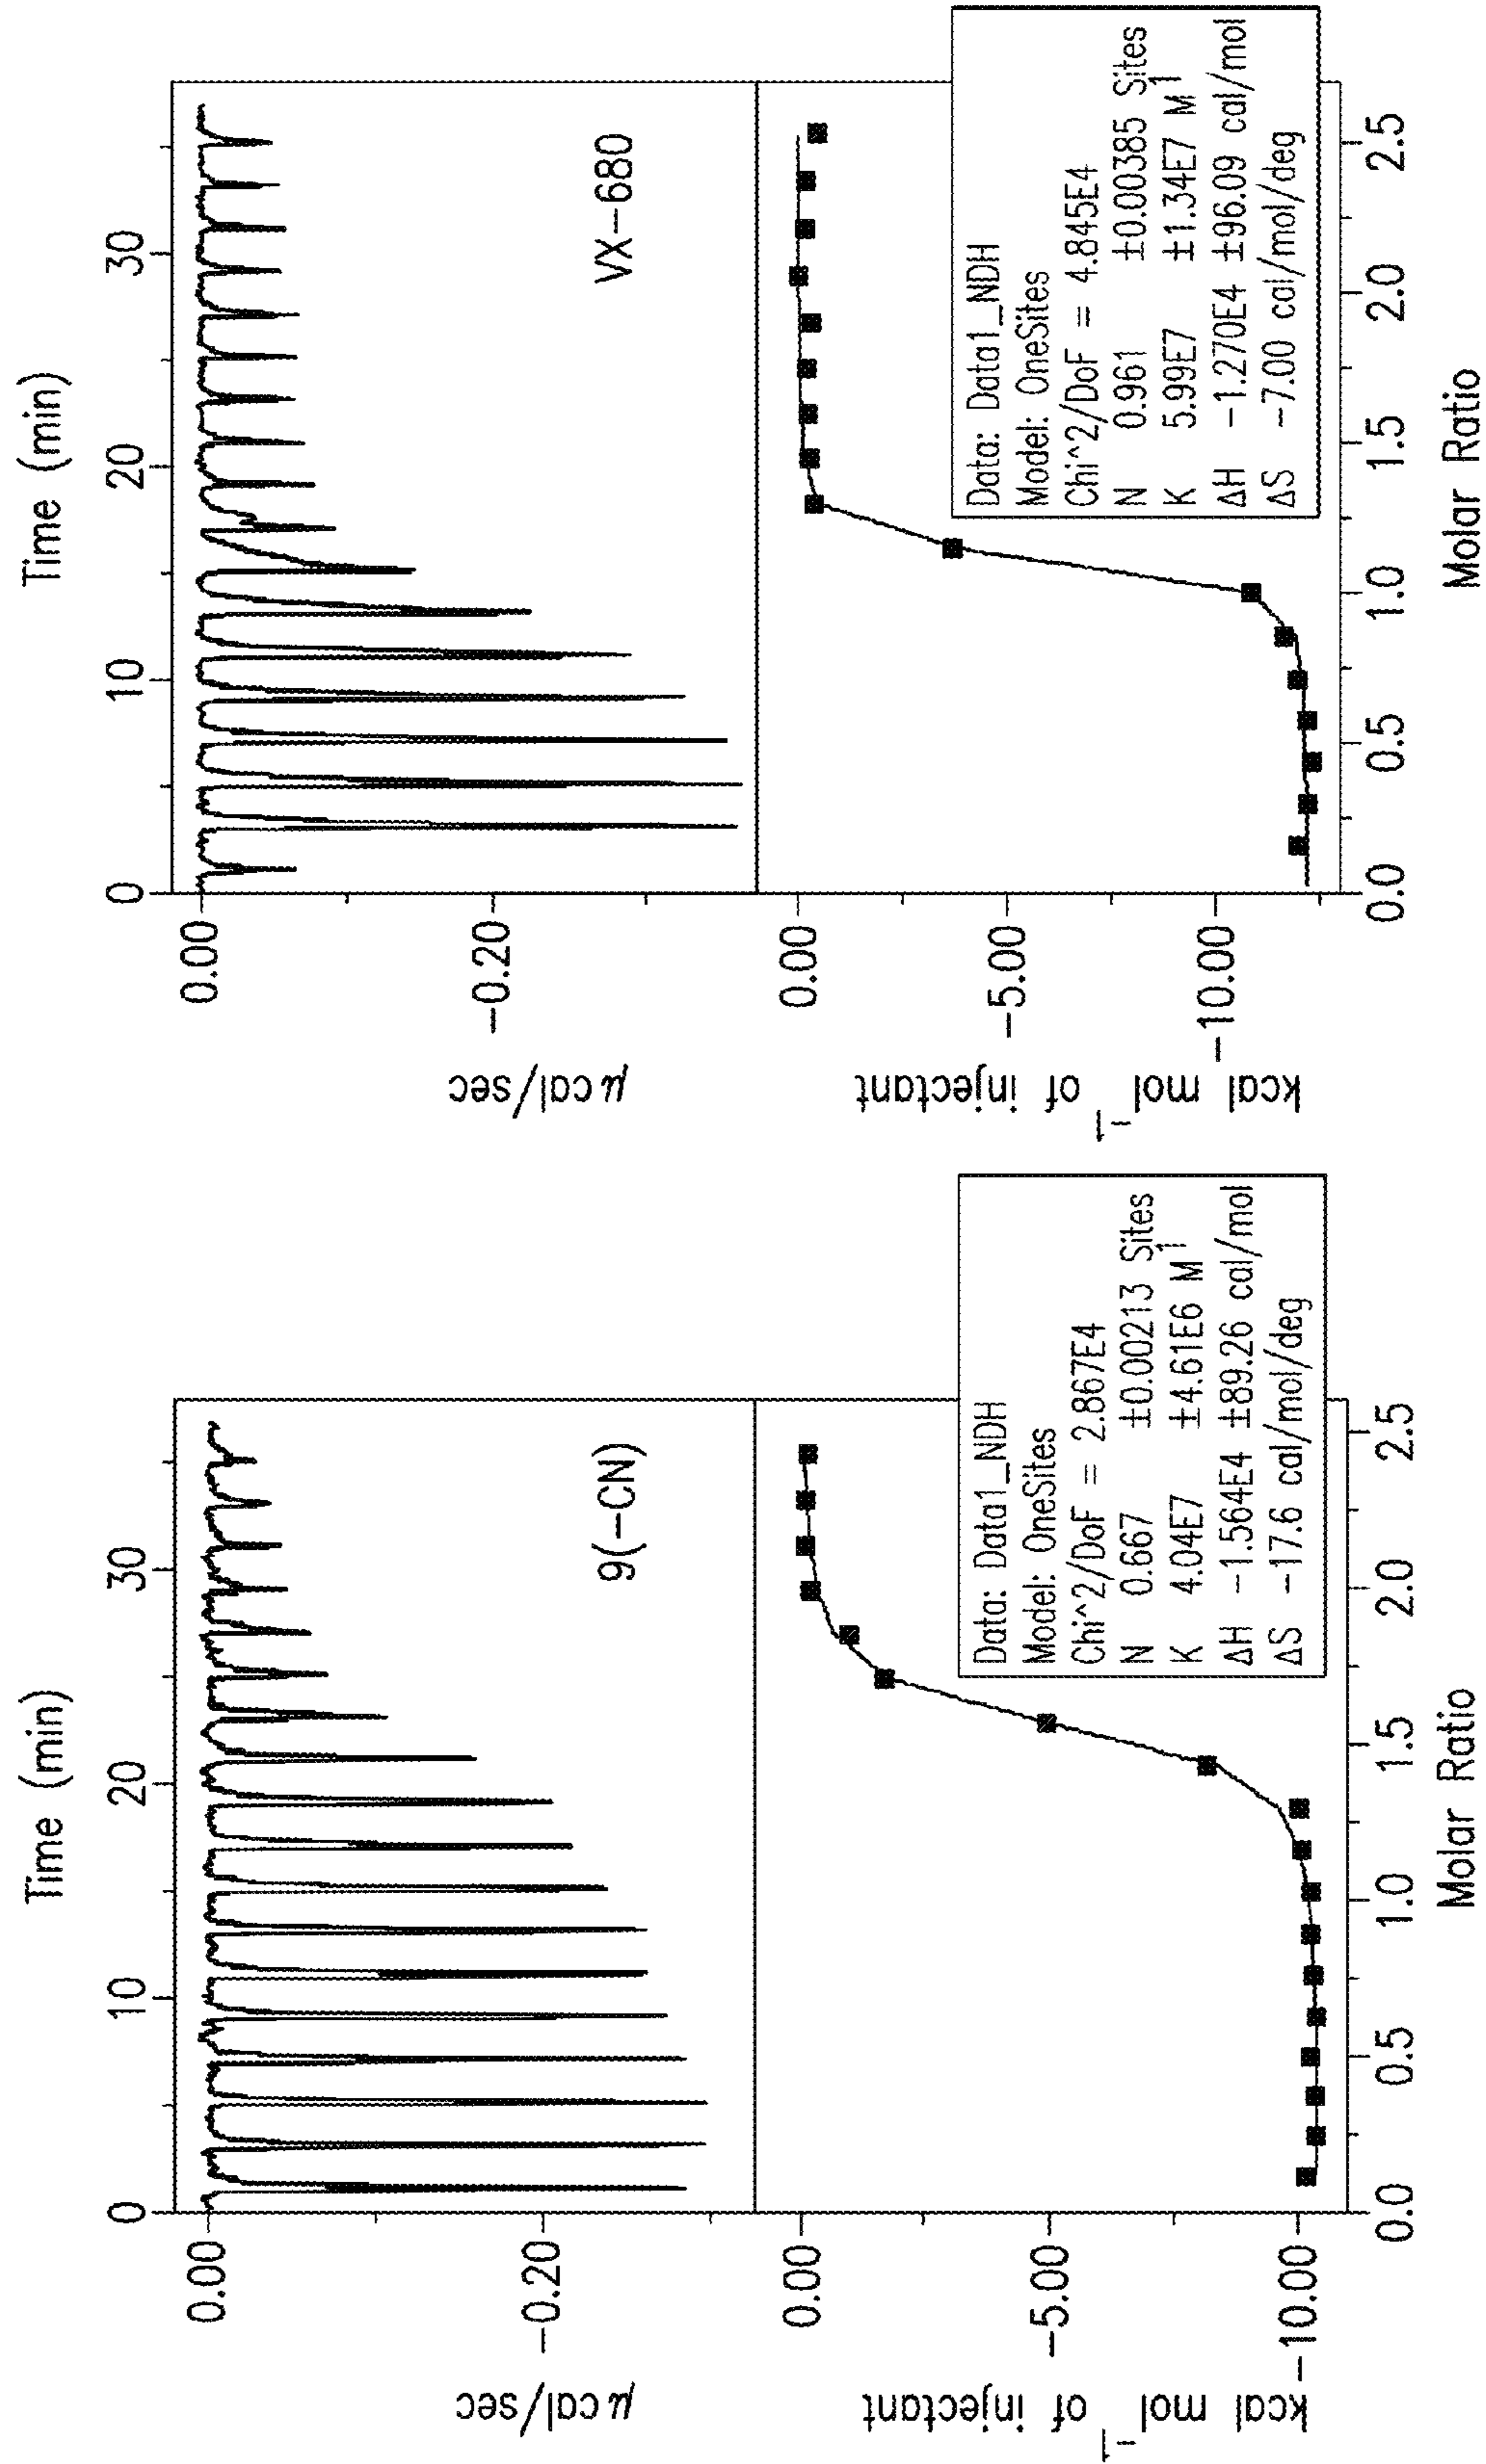 Time (min)
0
10
20
30
0.00
−0.20
μcal/sec
9(−CN)
0.00
−5.00
−10.00
kcal mol⁻¹ of injectant
Data: Data1_NDH
Model: OneSites
Chi^2/DoF = 2.867E4
N 0.667 ±0.00213 Sites
K 4.04E7 ±4.61E6 M¹
ΔH −1.564E4 ±89.26 cal/mol
ΔS −17.6 cal/mol/deg
0.0
0.5
1.0
1.5
2.0
2.5
Molar Ratio
Time (min)
0
10
20
30
0.00
−0.20
μcal/sec
VX−680
0.00
−5.00
−10.00
kcal mol⁻¹ of injectant
Data: Data1_NDH
Model: OneSites
Chi^2/DoF = 4.845E4
N 0.961 ±0.00385 Sites
K 5.99E7 ±1.34E7 M¹
ΔH −1.270E4 ±96.09 cal/mol
ΔS −7.00 cal/mol/deg
0.0
0.5
1.0
1.5
2.0
2.5
Molar Ratio